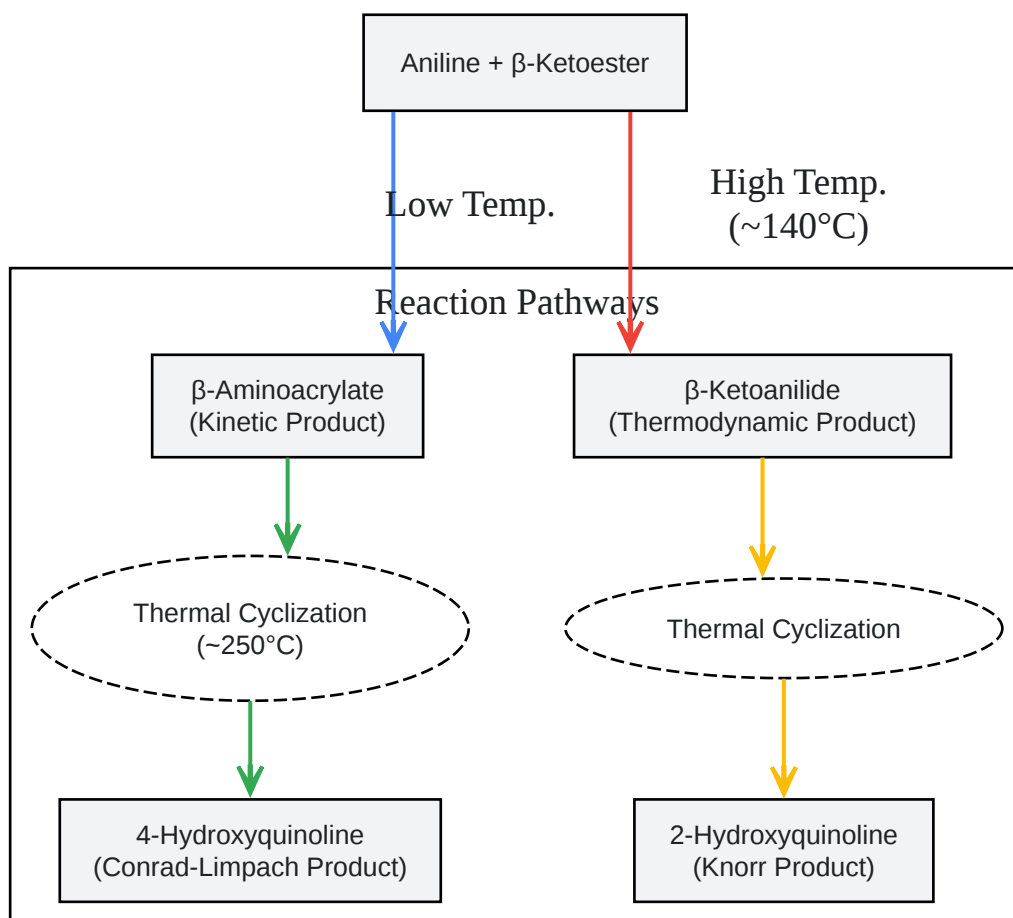 Aniline + β-Ketoester
Low Temp.
High Temp.
(~140°C)
Reaction Pathways
β-Aminoacrylate
(Kinetic Product)
β-Ketoanilide
(Thermodynamic Product)
Thermal Cyclization
(~250°C)
Thermal Cyclization
4-Hydroxyquinoline
(Conrad-Limpach Product)
2-Hydroxyquinoline
(Knorr Product)